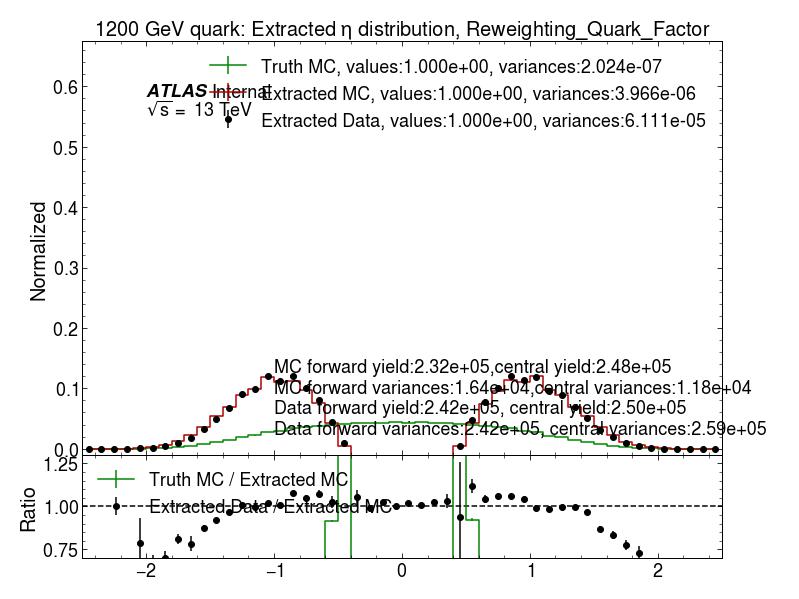 1200 GeV quark: Extracted η distribution, Reweighting_Quark_Factor
Truth MC, values:1.000e+00, variances:2.024e-07
ATLAS Internal
Extracted MC, values:1.000e+00, variances:3.966e-06
√s = 13 TeV
Extracted Data, values:1.000e+00, variances:6.111e-05
Normalized
0.6
0.5
0.4
0.3
0.2
0.1
0.0
MC forward yield:2.32e+05,central yield:2.48e+05
MC forward variances:1.64e+04,central variances:1.18e+04
Data forward yield:2.42e+05, central yield:2.50e+05
Data forward variances:2.42e+05, central variances:2.59e+05
Ratio
1.25
1.00
0.75
Truth MC / Extracted MC
Extracted Data / Extracted MC
−2 −1 0 1 2